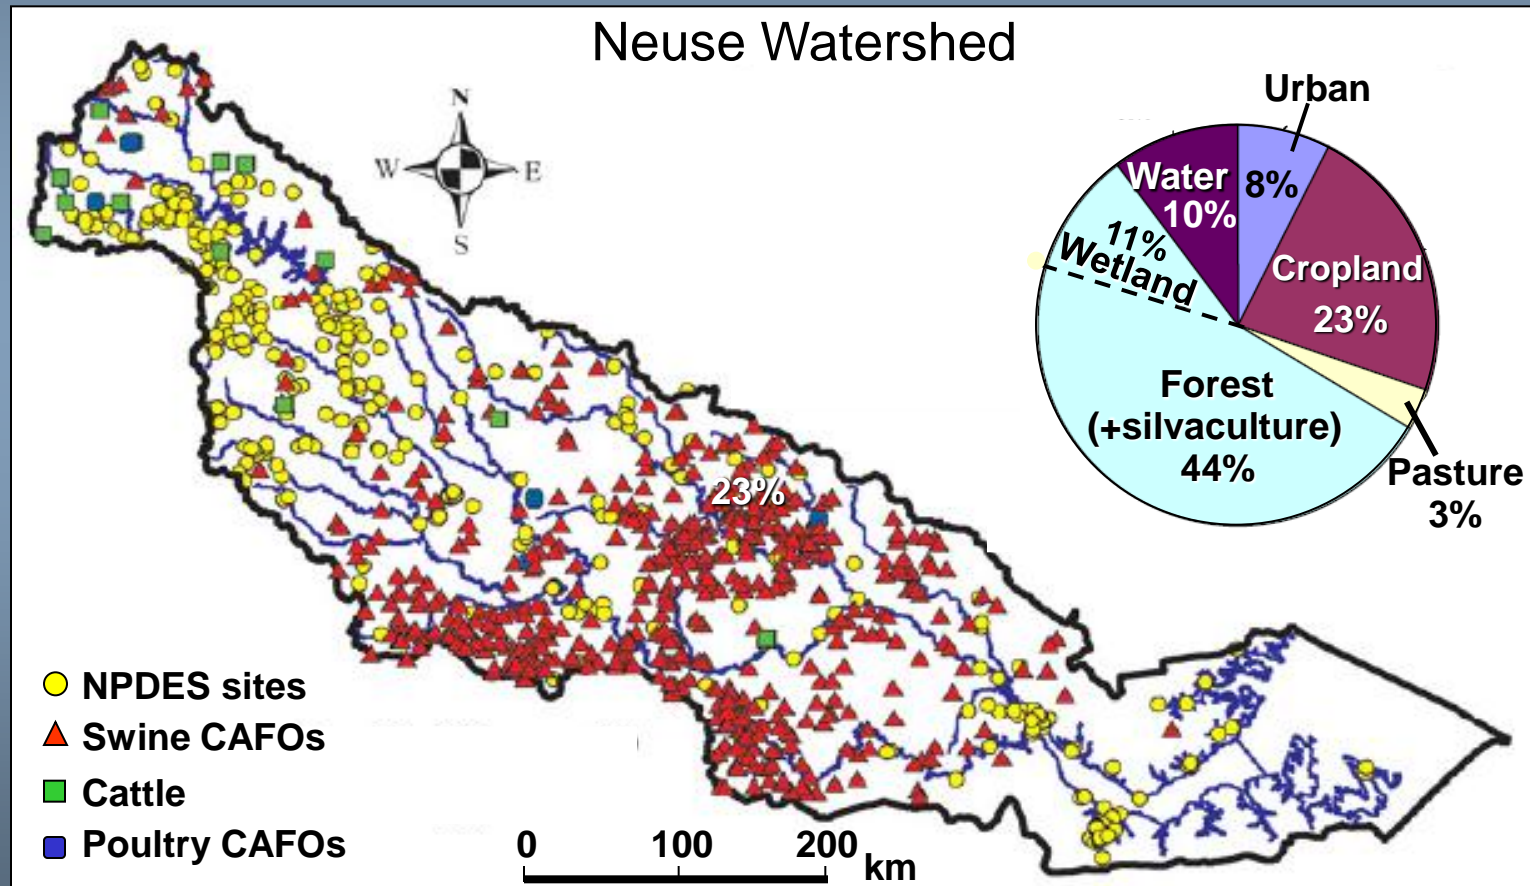 Neuse Watershed
N
W
E
S
Urban
8%
Water
10%
11%
Wetland
Cropland
23%
Forest
(+silvaculture)
44%
Pasture
3%
23%
NPDES sites
Swine CAFOs
Cattle
Poultry CAFOs
0 100 200 km